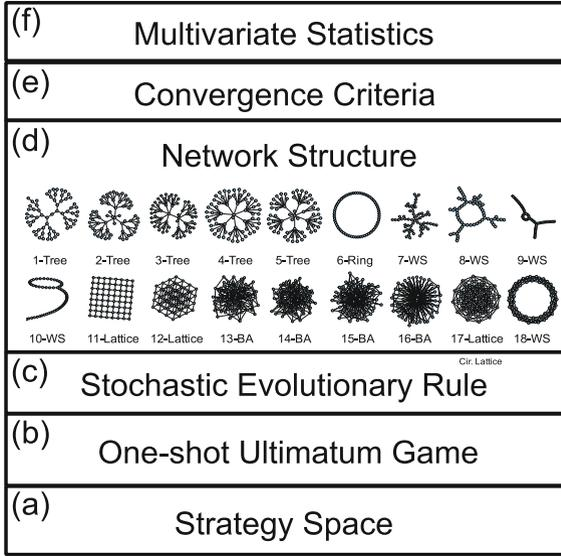 (f)
Multivariate Statistics
(e)
Convergence Criteria
(d)
Network Structure
1-Tree 2-Tree 3-Tree 4-Tree 5-Tree 6-Ring 7-WS 8-WS 9-WS
10-WS 11-Lattice 12-Lattice 13-BA 14-BA 15-BA 16-BA 17-Lattice 18-WS
Cir. Lattice
(c)
Stochastic Evolutionary Rule
(b)
One-shot Ultimatum Game
(a)
Strategy Space